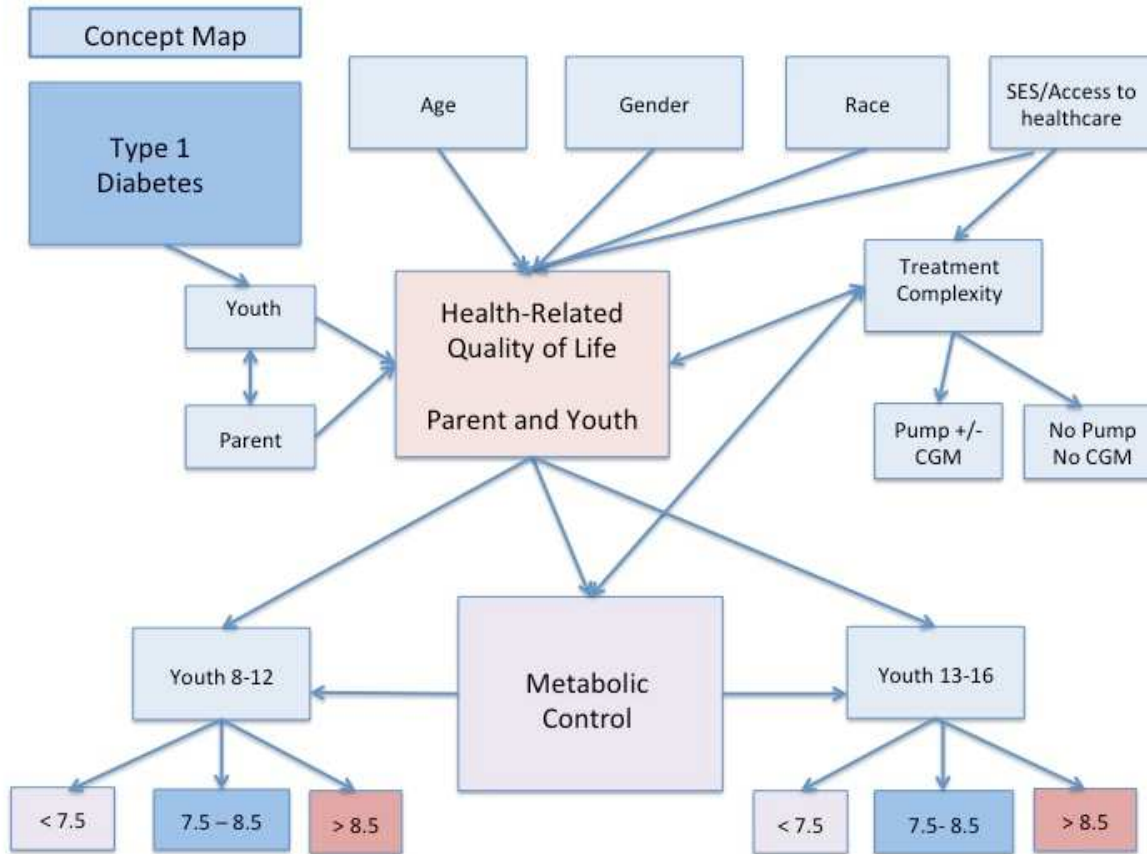 Concept Map
Type 1
Diabetes
Age
Gender
Race
SES/Access to
healthcare
Youth
Parent
Health-Related
Quality of Life
Parent and Youth
Treatment
Complexity
Pump +/-
CGM
No Pump
No CGM
Youth 8-12
Metabolic
Control
Youth 13-16
< 7.5
7.5 – 8.5
> 8.5
< 7.5
7.5- 8.5
> 8.5